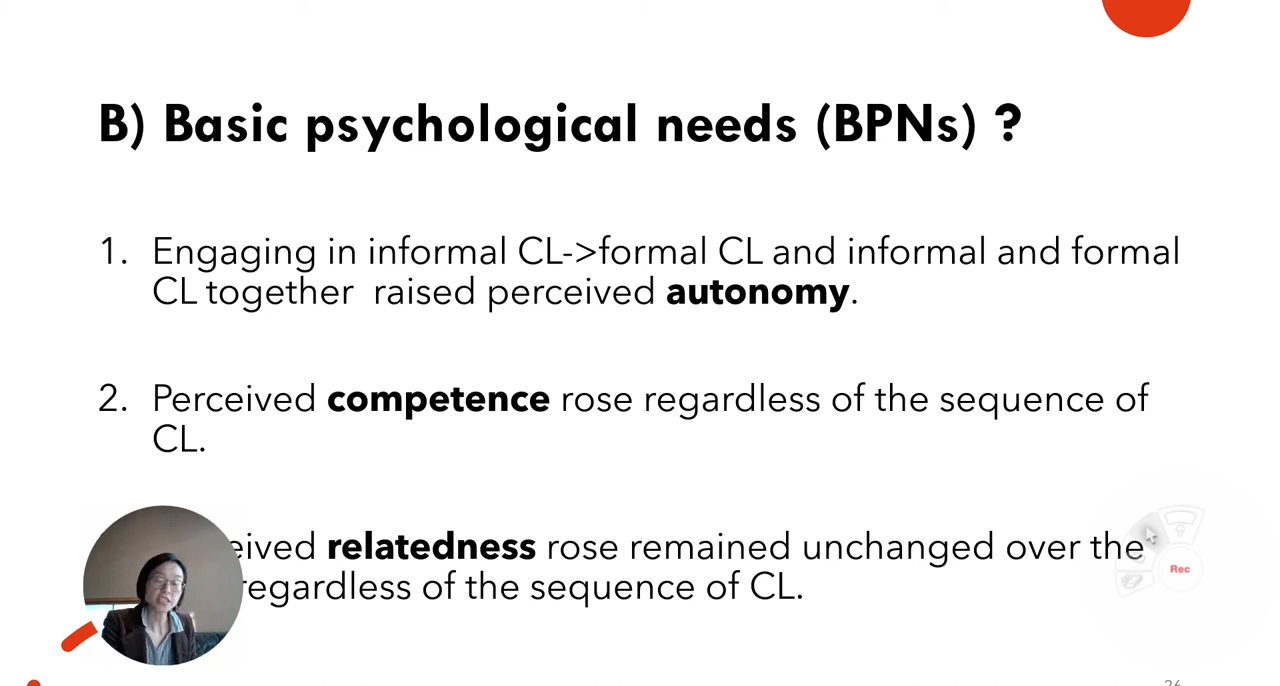 B) Basic psychological needs (BPNs) ?
1. Engaging in informal CL->formal CL and informal and formal
CL together raised perceived autonomy.
2. Perceived competence rose regardless of the sequence of
CL.
relatedness rose remained unchanged over the
regardless of the sequence of CL.
Rec